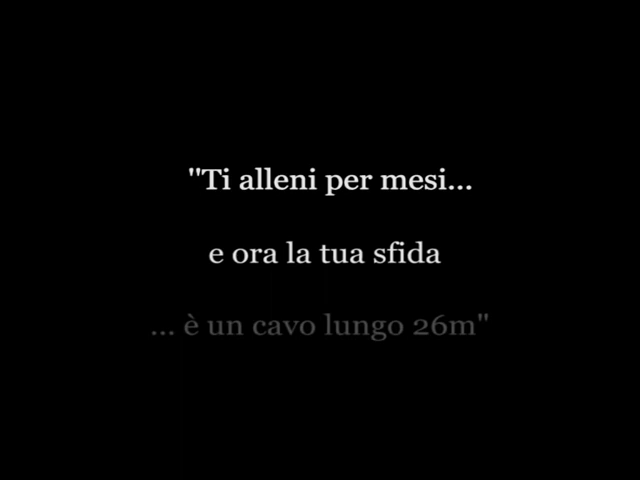 "Ti alleni per mesi...
e ora la tua sfida
... è un cavo lungo 26m"